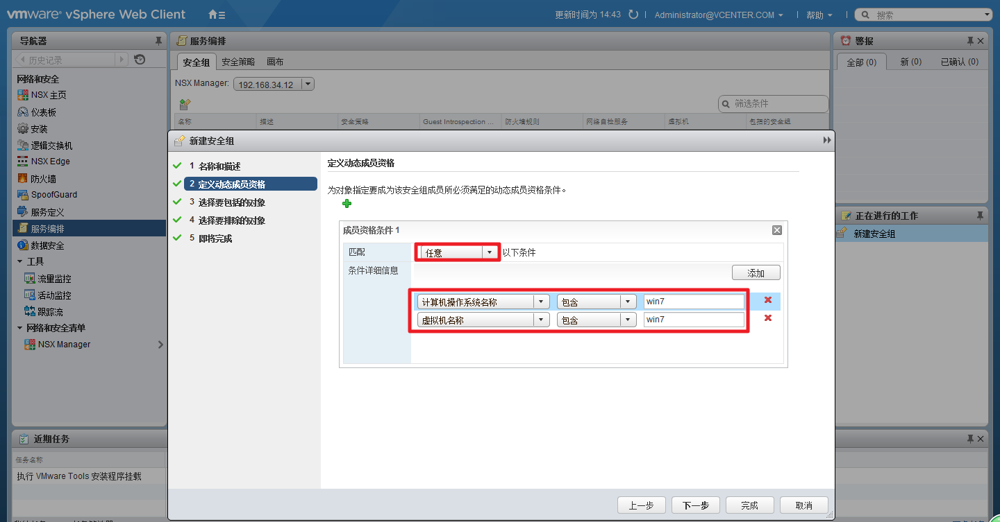 vmware® vSphere Web Client
更新时间为 14:43 | Administrator@VCENTER.COM | 帮助 | 搜索
导航器
历史记录
网络和安全
NSX 主页
仪表板
安装
逻辑交换机
NSX Edge
防火墙
SpoofGuard
服务定义
服务编排
数据安全
工具
流量监控
活动监控
跟踪流
网络和安全清单
NSX Manager
服务编排
安全组 安全策略 画布
NSX Manager: 192.168.34.12
筛选条件
名称 描述 安全策略 Guest Introspection ... 防火墙规则 网络自检服务 虚拟机 包括的安全组
新建安全组
1 名称和描述
2 定义动态成员资格
3 选择要包括的对象
4 选择要排除的对象
5 即将完成
定义动态成员资格
为对象指定要成为该安全组成员所必须满足的动态成员资格条件。
成员资格条件 1
匹配 任意 以下条件
条件详细信息
添加
计算机操作系统名称 包含 win7
虚拟机名称 包含 win7
上一步 下一步 完成 取消
警报
全部 (0) 新 (0) 已确认 (0)
正在进行的工作
新建安全组
近期任务
任务名称
执行 VMware Tools 安装程序挂载